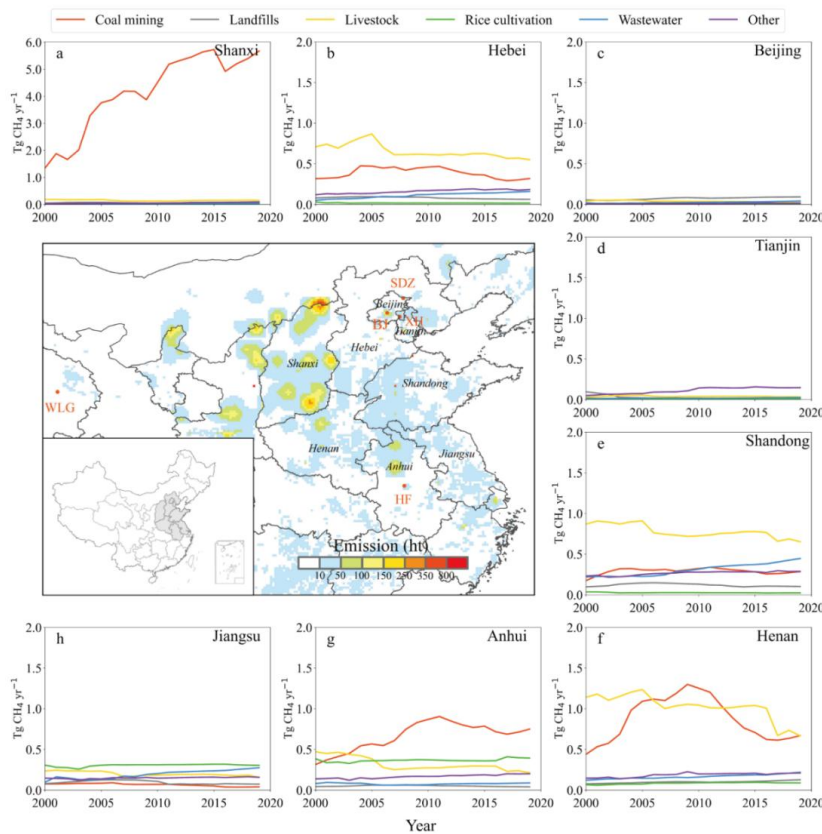 Coal mining Landfills Livestock Rice cultivation Wastewater Other
a Shanxi
6.0
5.0
4.0
3.0
2.0
1.0
0.0
Tg CH₄ yr⁻¹
2000 2005 2010 2015 2020
b Hebei
2.0
1.5
1.0
0.5
0.0
Tg CH₄ yr⁻¹
2000 2005 2010 2015 2020
c Beijing
2.0
1.5
1.0
0.5
0.0
Tg CH₄ yr⁻¹
2000 2005 2010 2015 2020
SDZ
Beijing
BJ XH
Tianjin
Hebei
Shanxi
Shandong
WLG
Henan
Jiangsu
Anhui
HF
Emission (ht)
10 50 100 150 250 350 800
d Tianjin
2.0
1.5
1.0
0.5
0.0
Tg CH₄ yr⁻¹
2000 2005 2010 2015 2020
e Shandong
2.0
1.5
1.0
0.5
0.0
Tg CH₄ yr⁻¹
2000 2005 2010 2015 2020
h Jiangsu
2.0
1.5
1.0
0.5
0.0
Tg CH₄ yr⁻¹
2000 2005 2010 2015 2020
g Anhui
2.0
1.5
1.0
0.5
0.0
Tg CH₄ yr⁻¹
2000 2005 2010 2015 2020
f Henan
2.0
1.5
1.0
0.5
0.0
Tg CH₄ yr⁻¹
2000 2005 2010 2015 2020
Year